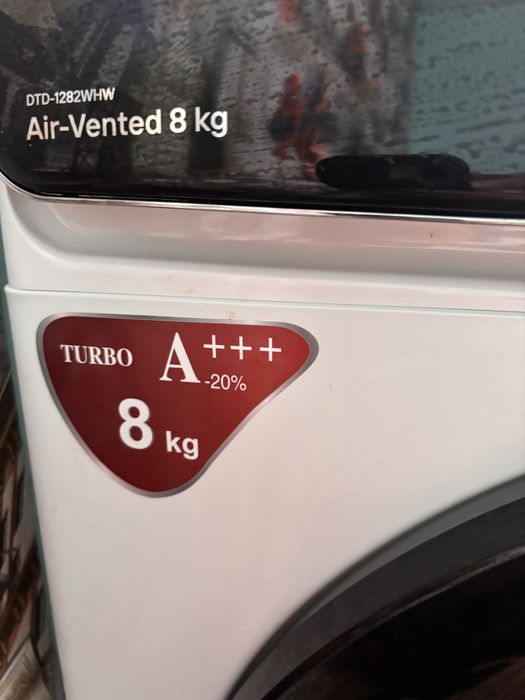 DTD-1282WHW
Air-Vented 8 kg
TURBO A+++
-20%
8 kg